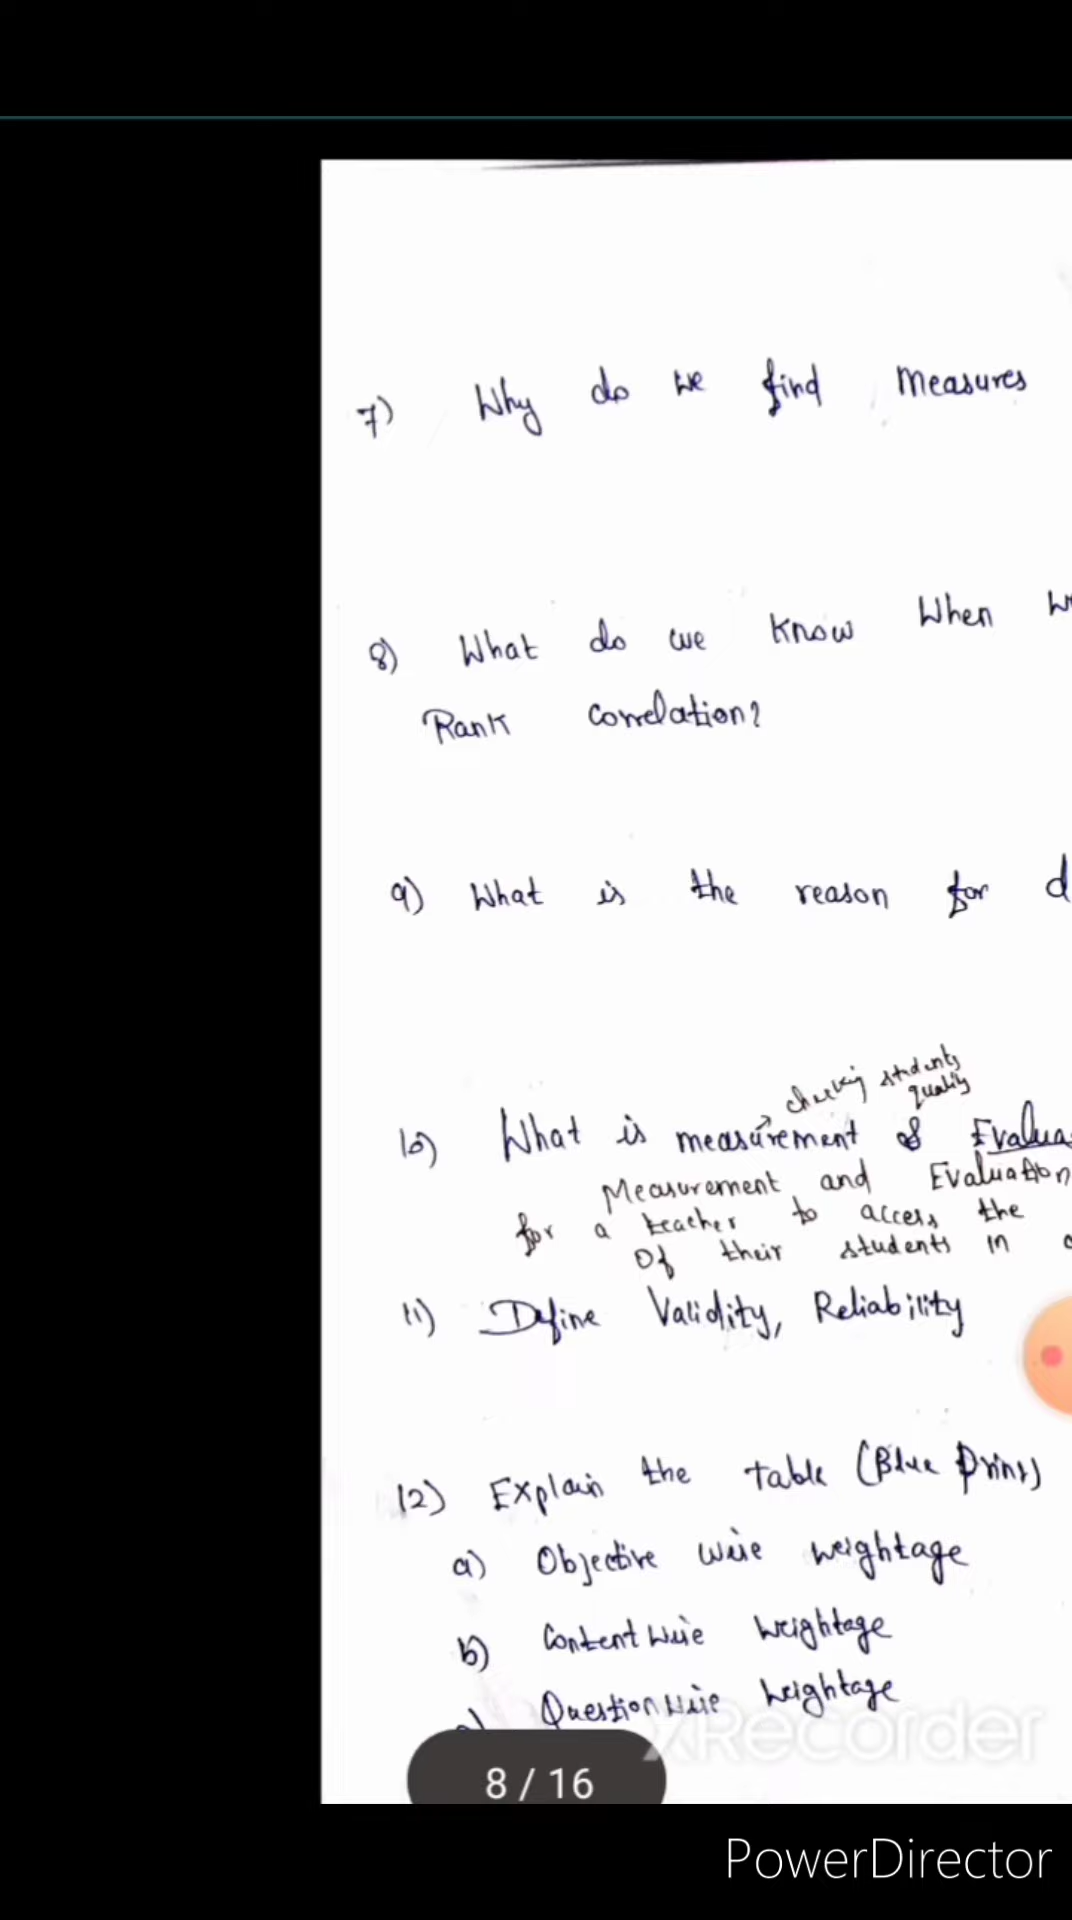 7) Why do we find Measures
8) What do we know When
Rank Correlation?
9) What is the reason for
checking students
quality
10) What is measurement &
Measurement and Evaluation
for a teacher to access the
Of their students in
11) Define Validity, Reliability
12) Explain the table (Blue Print)
a) Objective wise weightage
b) Content wise weightage
Question wise weightage
XRecorder
8 / 16
PowerDirector